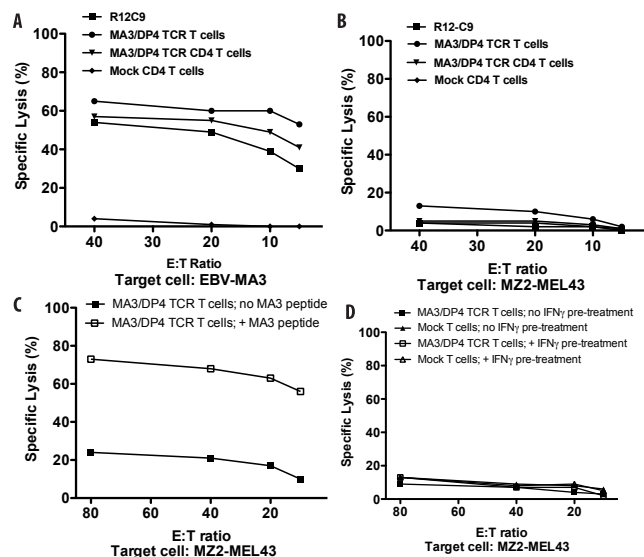 A
R12C9
MA3/DP4 TCR T cells
MA3/DP4 TCR CD4 T cells
Mock CD4 T cells
Specific Lysis (%)
100
80
60
40
20
0
40
30
20
10
E:T Ratio
Target cell: EBV-MA3
B
R12-C9
MA3/DP4 TCR T cells
MA3/DP4 TCR CD4 T cells
Mock CD4 T cells
Specific Lysis (%)
100
80
60
40
20
0
40
30
20
10
E:T ratio
Target cell: MZ2-MEL43
C
MA3/DP4 TCR T cells; no MA3 peptide
MA3/DP4 TCR T cells; + MA3 peptide
Specific Lysis (%)
100
80
60
40
20
0
80
60
40
20
E:T ratio
Target cell: MZ2-MEL43
D
MA3/DP4 TCR T cells; no IFNγ pre-treatment
Mock T cells; no IFNγ pre-treatment
MA3/DP4 TCR T cells; + IFNγ pre-treatment
Mock T cells; + IFNγ pre-treatment
Specific Lysis (%)
100
80
60
40
20
0
80
60
40
20
E:T ratio
Target cell: MZ2-MEL43